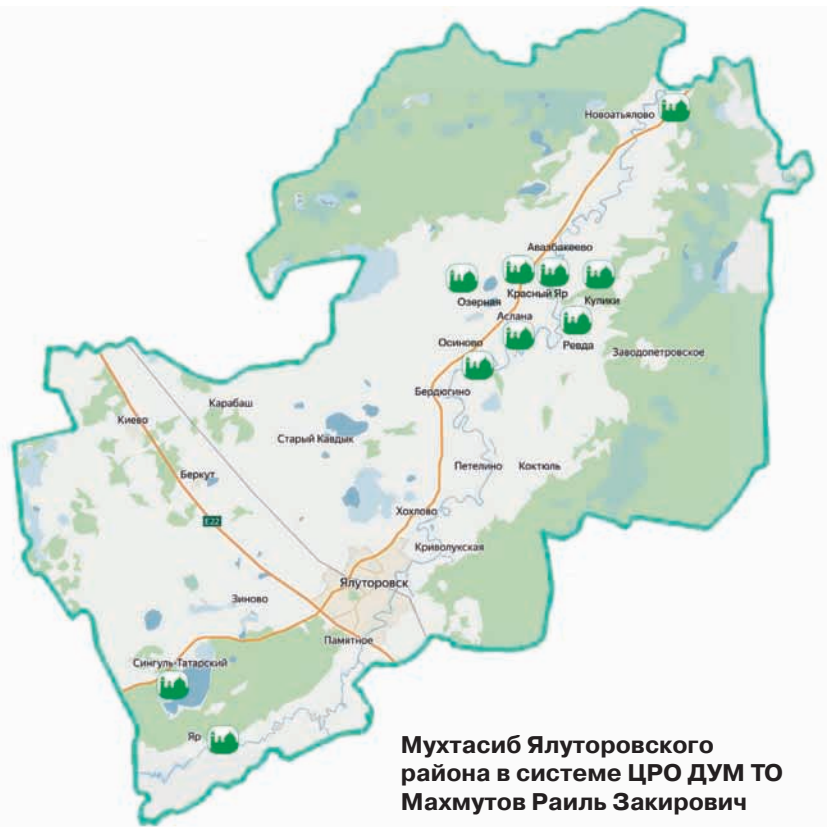 Новоатьялово
Авазбакеево
Озерная
Красный Яр
Кулики
Аслана
Осиново
Ревда
Заводопетровское
Бердюгино
Карабаш
Киево
Старый Кавдык
Беркут
Петелино
Коктюль
Хохлово
E22
Криволукская
Ялуторовск
Зиново
Памятное
Сингуль-Татарский
Яр
Мухтасиб Ялуторовского
района в системе ЦРО ДУМ ТО
Махмутов Раиль Закирович